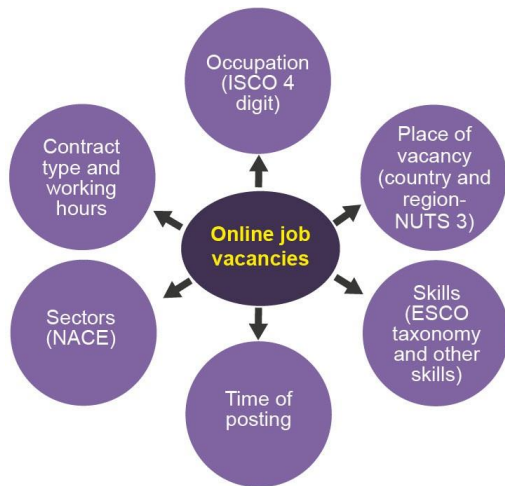 Occupation
(ISCO 4
digit)
Contract
type and
working
hours
Place of
vacancy
(country and
region-
NUTS 3)
Online job
vacancies
Sectors
(NACE)
Skills
(ESCO
taxonomy
and other
skills)
Time of
posting